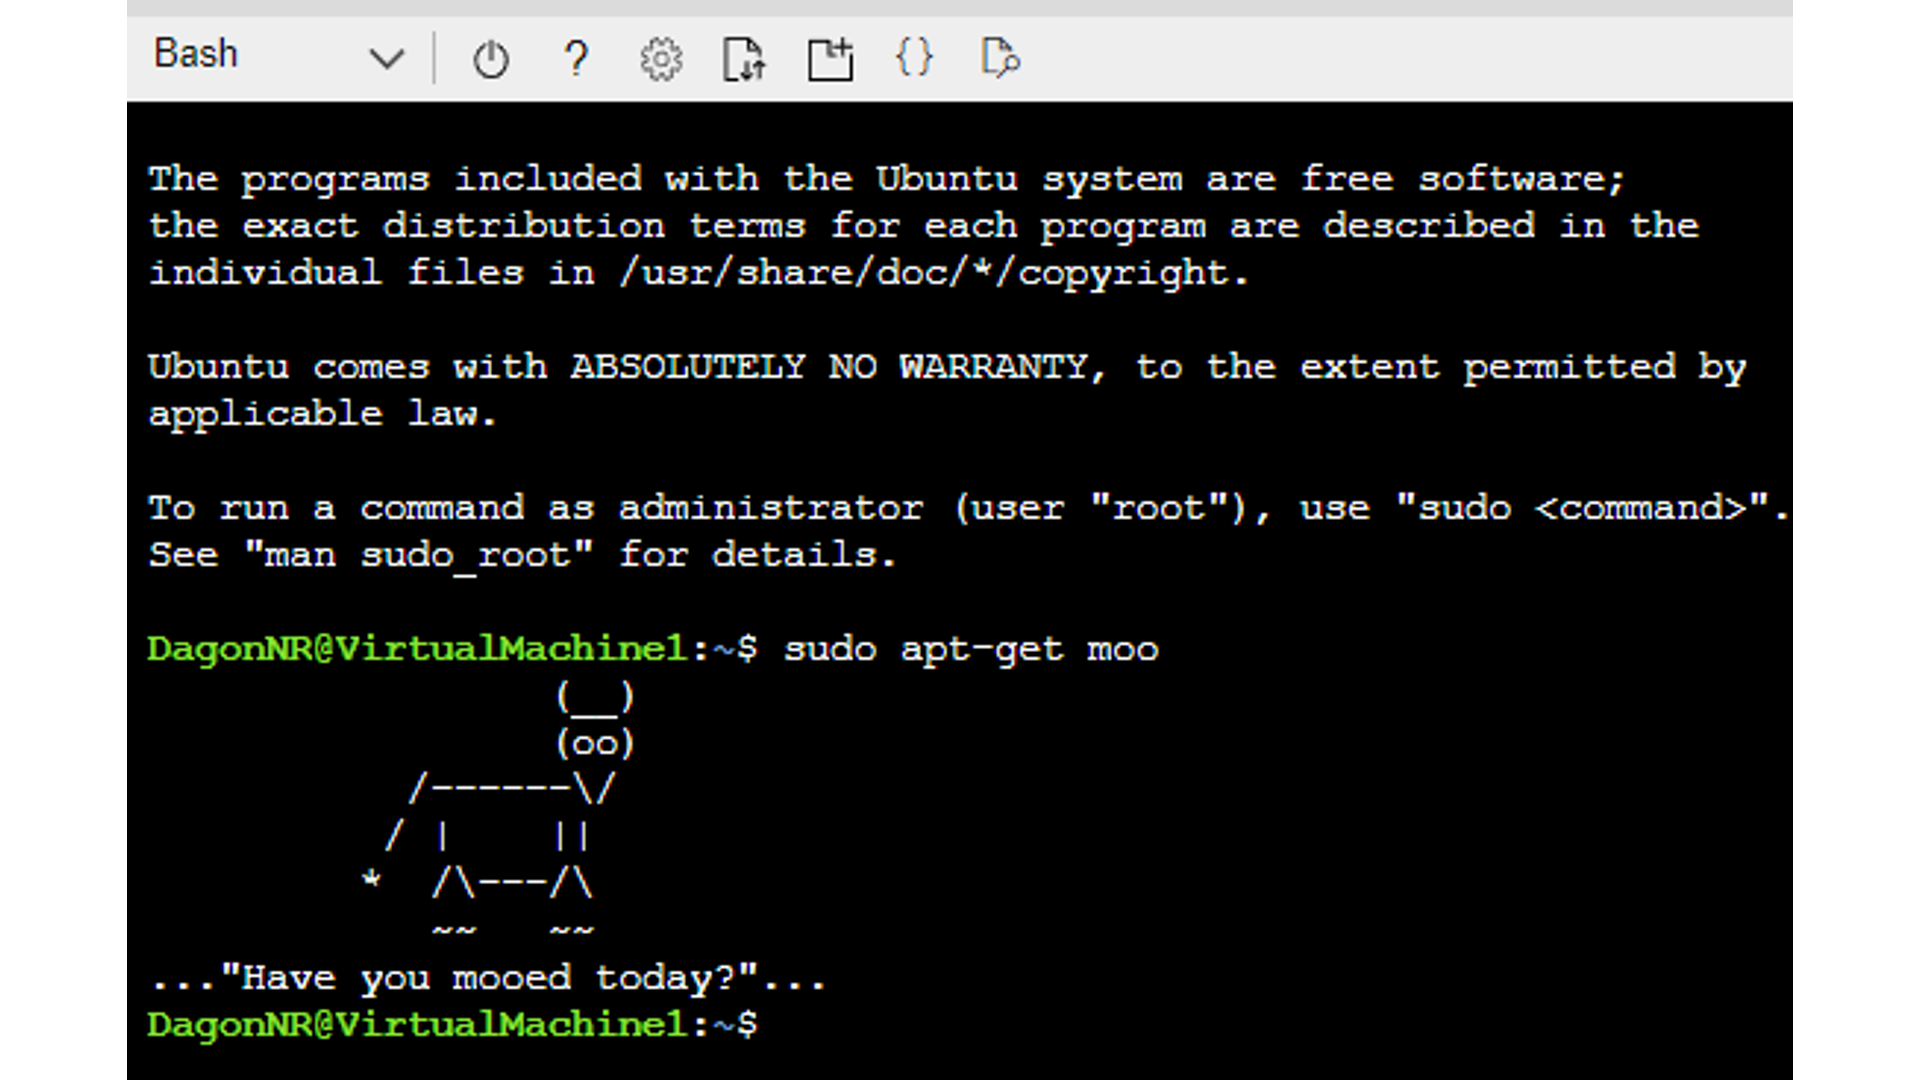 Bash
The programs included with the Ubuntu system are free software;
the exact distribution terms for each program are described in the
individual files in /usr/share/doc/*/copyright.
Ubuntu comes with ABSOLUTELY NO WARRANTY, to the extent permitted by
applicable law.
To run a command as administrator (user "root"), use "sudo <command>".
See "man sudo_root" for details.
DagonNR@VirtualMachine1:~$ sudo apt-get moo
                 (__)
                 (oo)
           /------\/
          / |    ||
         *  /\---/\
            ~~   ~~
..."Have you mooed today?"...
DagonNR@VirtualMachine1:~$